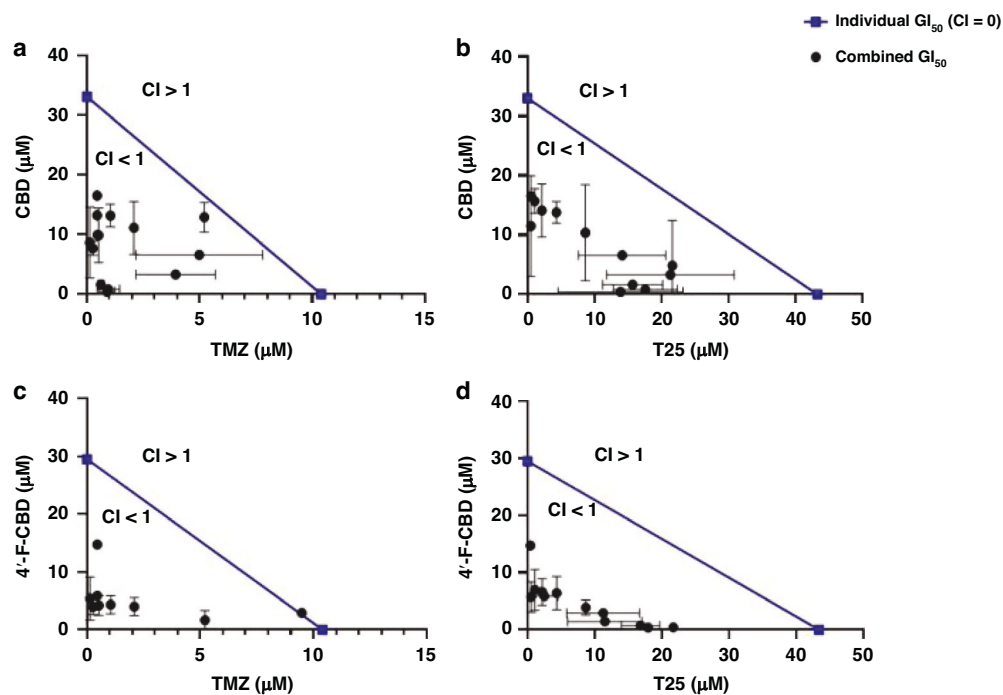 Individual GI50 (CI = 0)
Combined GI50
a
40
30
20
10
0
CBD (μM)
CI > 1
CI < 1
0 5 10 15
TMZ (μM)
b
40
30
20
10
0
CBD (μM)
CI > 1
CI < 1
0 10 20 30 40 50
T25 (μM)
c
40
30
20
10
0
4′-F-CBD (μM)
CI > 1
CI < 1
0 5 10 15
TMZ (μM)
d
40
30
20
10
0
4′-F-CBD (μM)
CI > 1
CI < 1
0 10 20 30 40 50
T25 (μM)